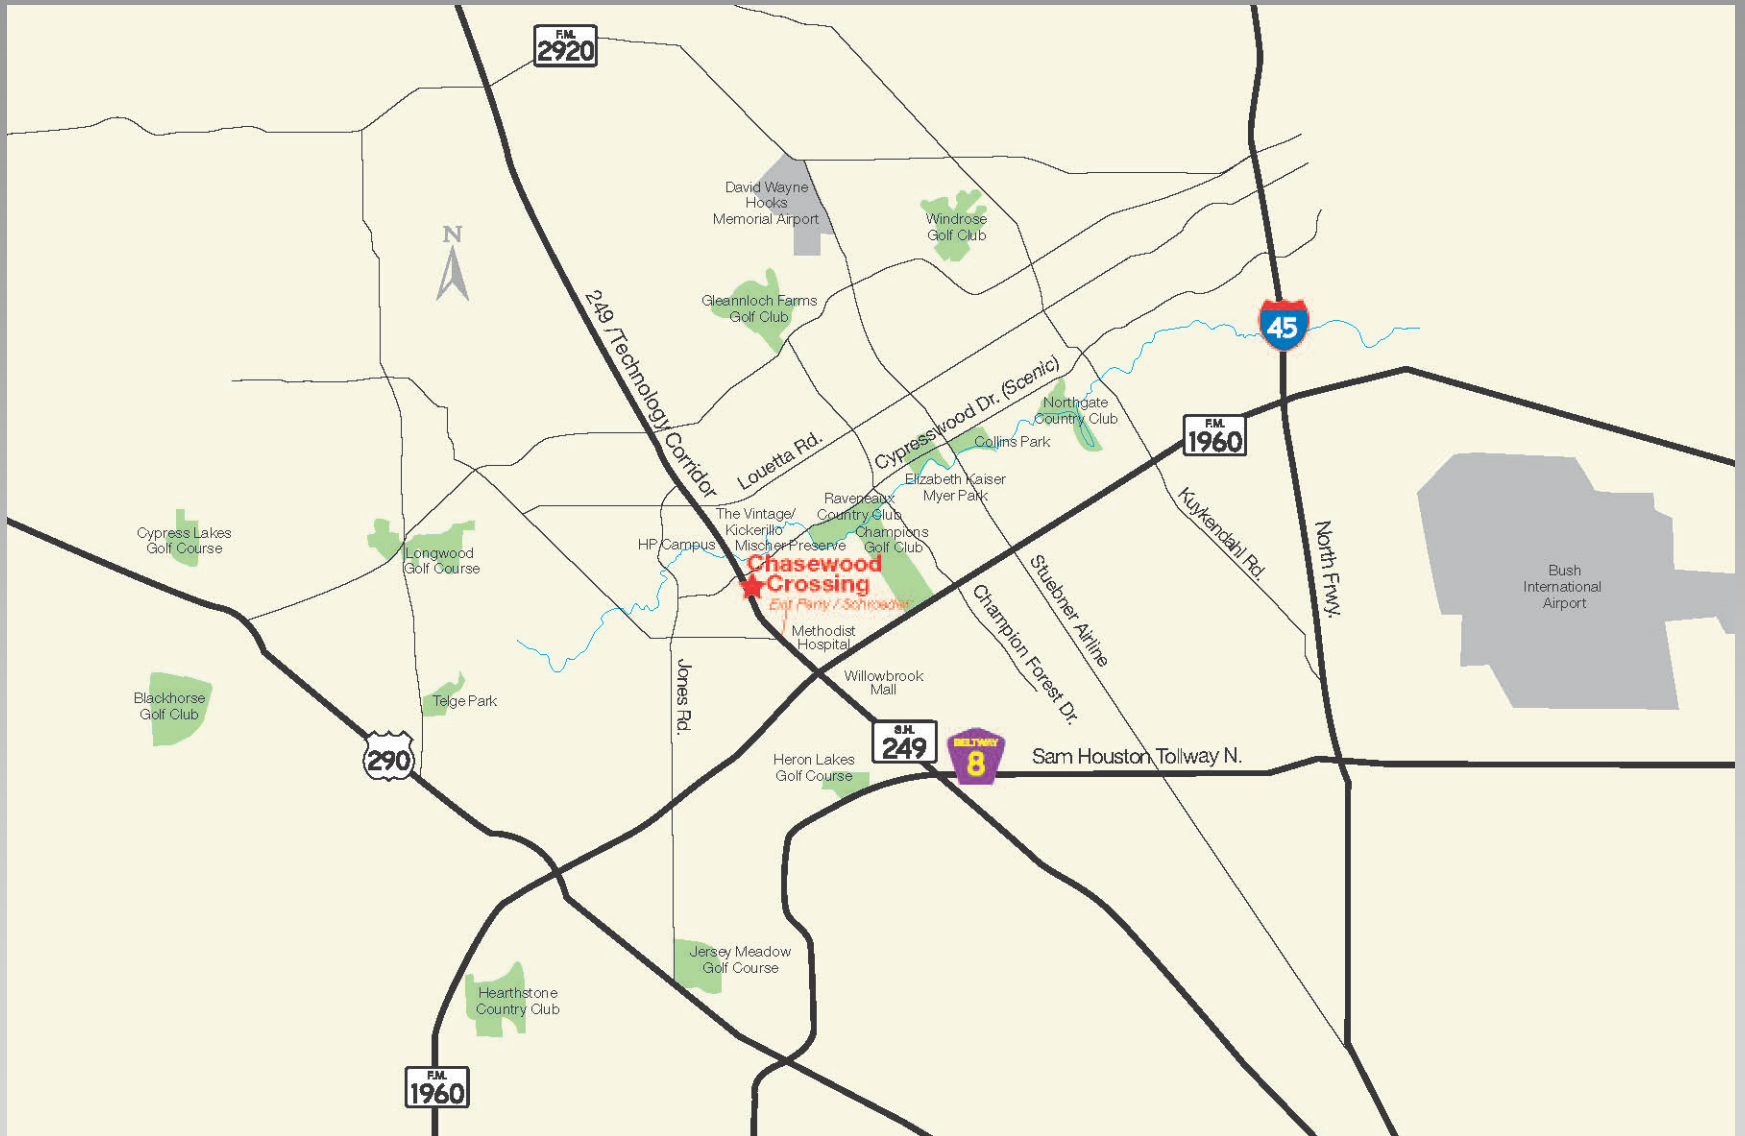 F.M.
2920
David Wayne
Hooks
Memorial Airport
Windrose
Golf Club
N
Gleannloch Farms
Golf Club
249 / Technology Corridor
45
Cypresswood Dr. (Scenic)
Northgate
Country Club
F.M.
1960
Louetta Rd.
Collins Park
Elizabeth Kaiser
Myer Park
Raveneaux
Country Club
The Vintage/
Kickerillo
Mischer Preserve
HP Campus
Champions
Golf Club
Kuykendahl Rd.
North Frwy.
Cypress Lakes
Golf Course
Longwood
Golf Course
Chasewood
Crossing
Exit Perry / Schroeder
Bush
International
Airport
Stuebner Airline
Champion Forest Dr.
Methodist
Hospital
Willowbrook
Mall
Jones Rd.
Blackhorse
Golf Club
Telge Park
290
S.H.
249
BELTWAY
8
Sam Houston Tollway N.
Heron Lakes
Golf Course
Jersey Meadow
Golf Course
Hearthstone
Country Club
F.M.
1960